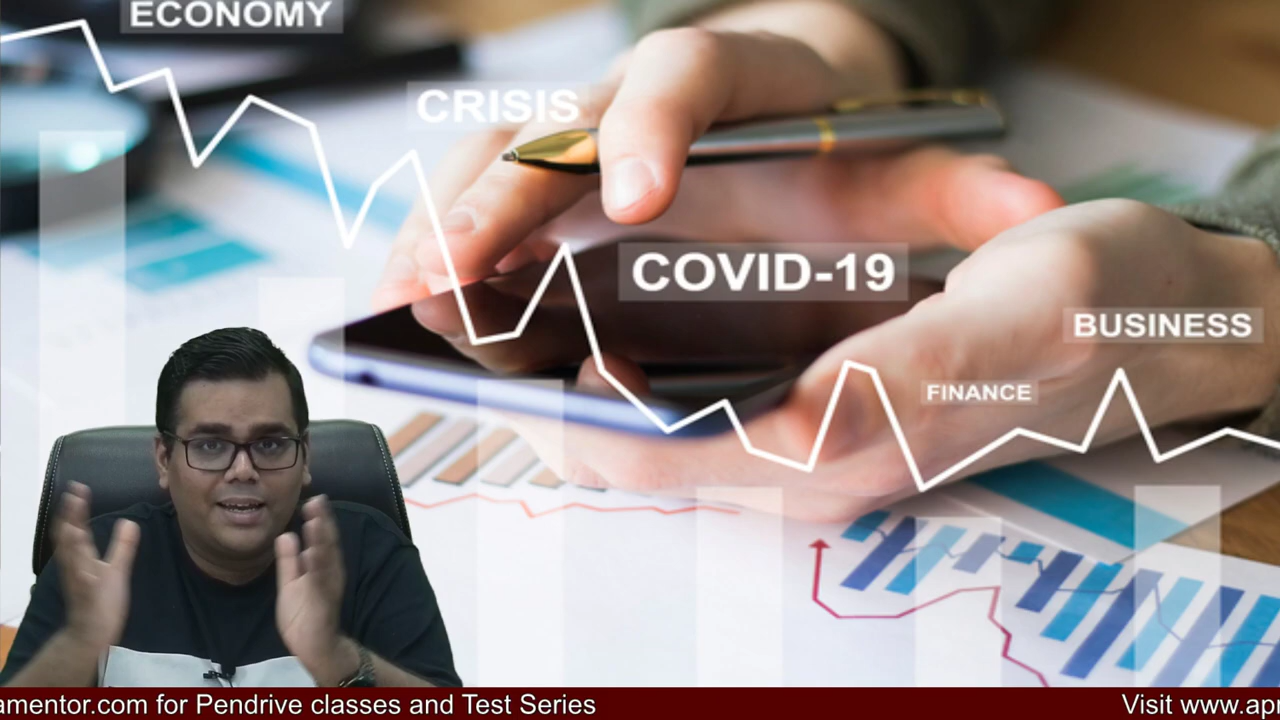 ECONOMY
CRISIS
COVID-19
BUSINESS
FINANCE
amentor.com for Pendrive classes and Test Series
Visit www.apr